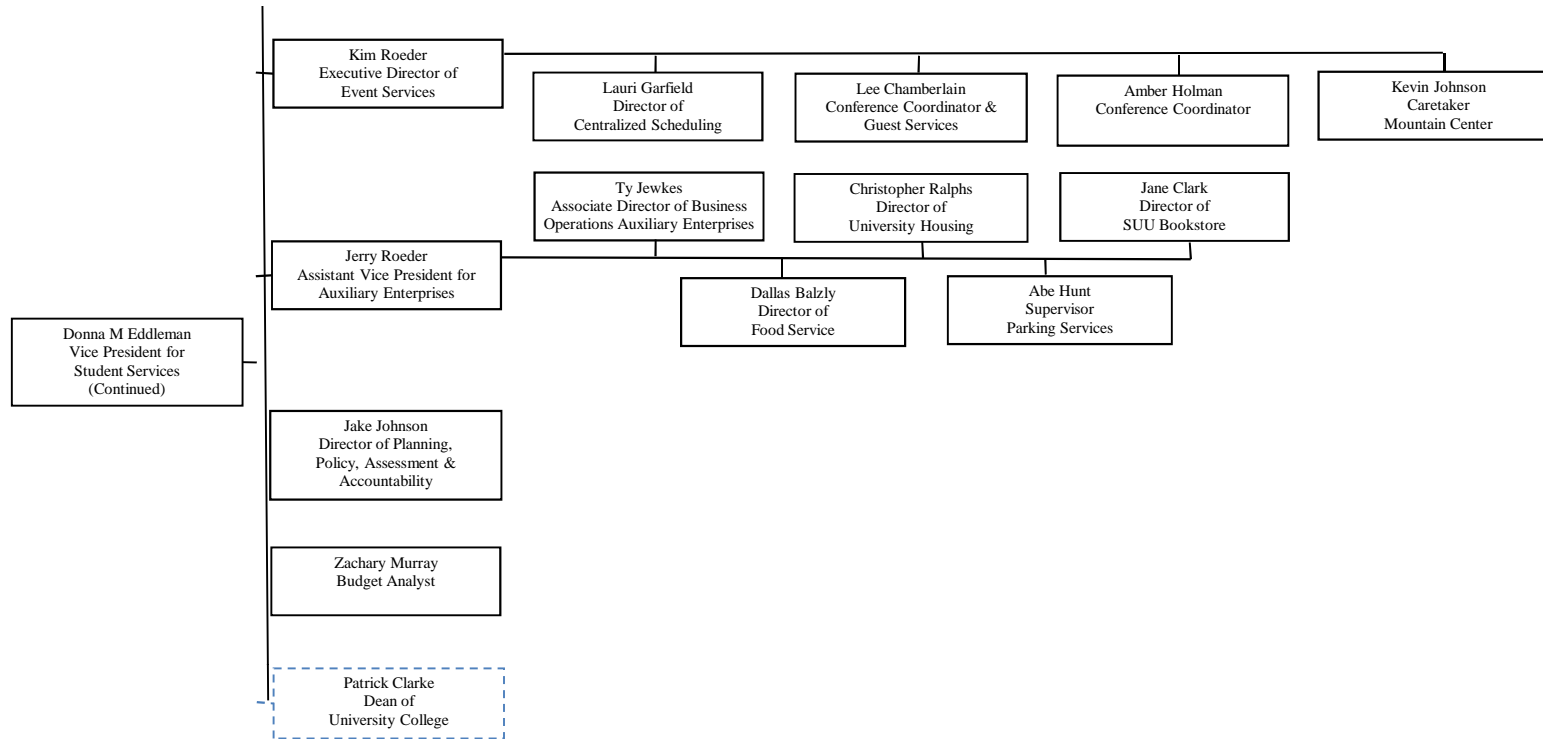 Kim Roeder
Executive Director of
Event Services
Lauri Garfield
Director of
Centralized Scheduling
Lee Chamberlain
Conference Coordinator &
Guest Services
Amber Holman
Conference Coordinator
Kevin Johnson
Caretaker
Mountain Center
Ty Jewkes
Associate Director of Business
Operations Auxiliary Enterprises
Christopher Ralphs
Director of
University Housing
Jane Clark
Director of
SUU Bookstore
Jerry Roeder
Assistant Vice President for
Auxiliary Enterprises
Dallas Balzly
Director of
Food Service
Abe Hunt
Supervisor
Parking Services
Donna M Eddleman
Vice President for
Student Services
(Continued)
Jake Johnson
Director of Planning,
Policy, Assessment &
Accountability
Zachary Murray
Budget Analyst
Patrick Clarke
Dean of
University College